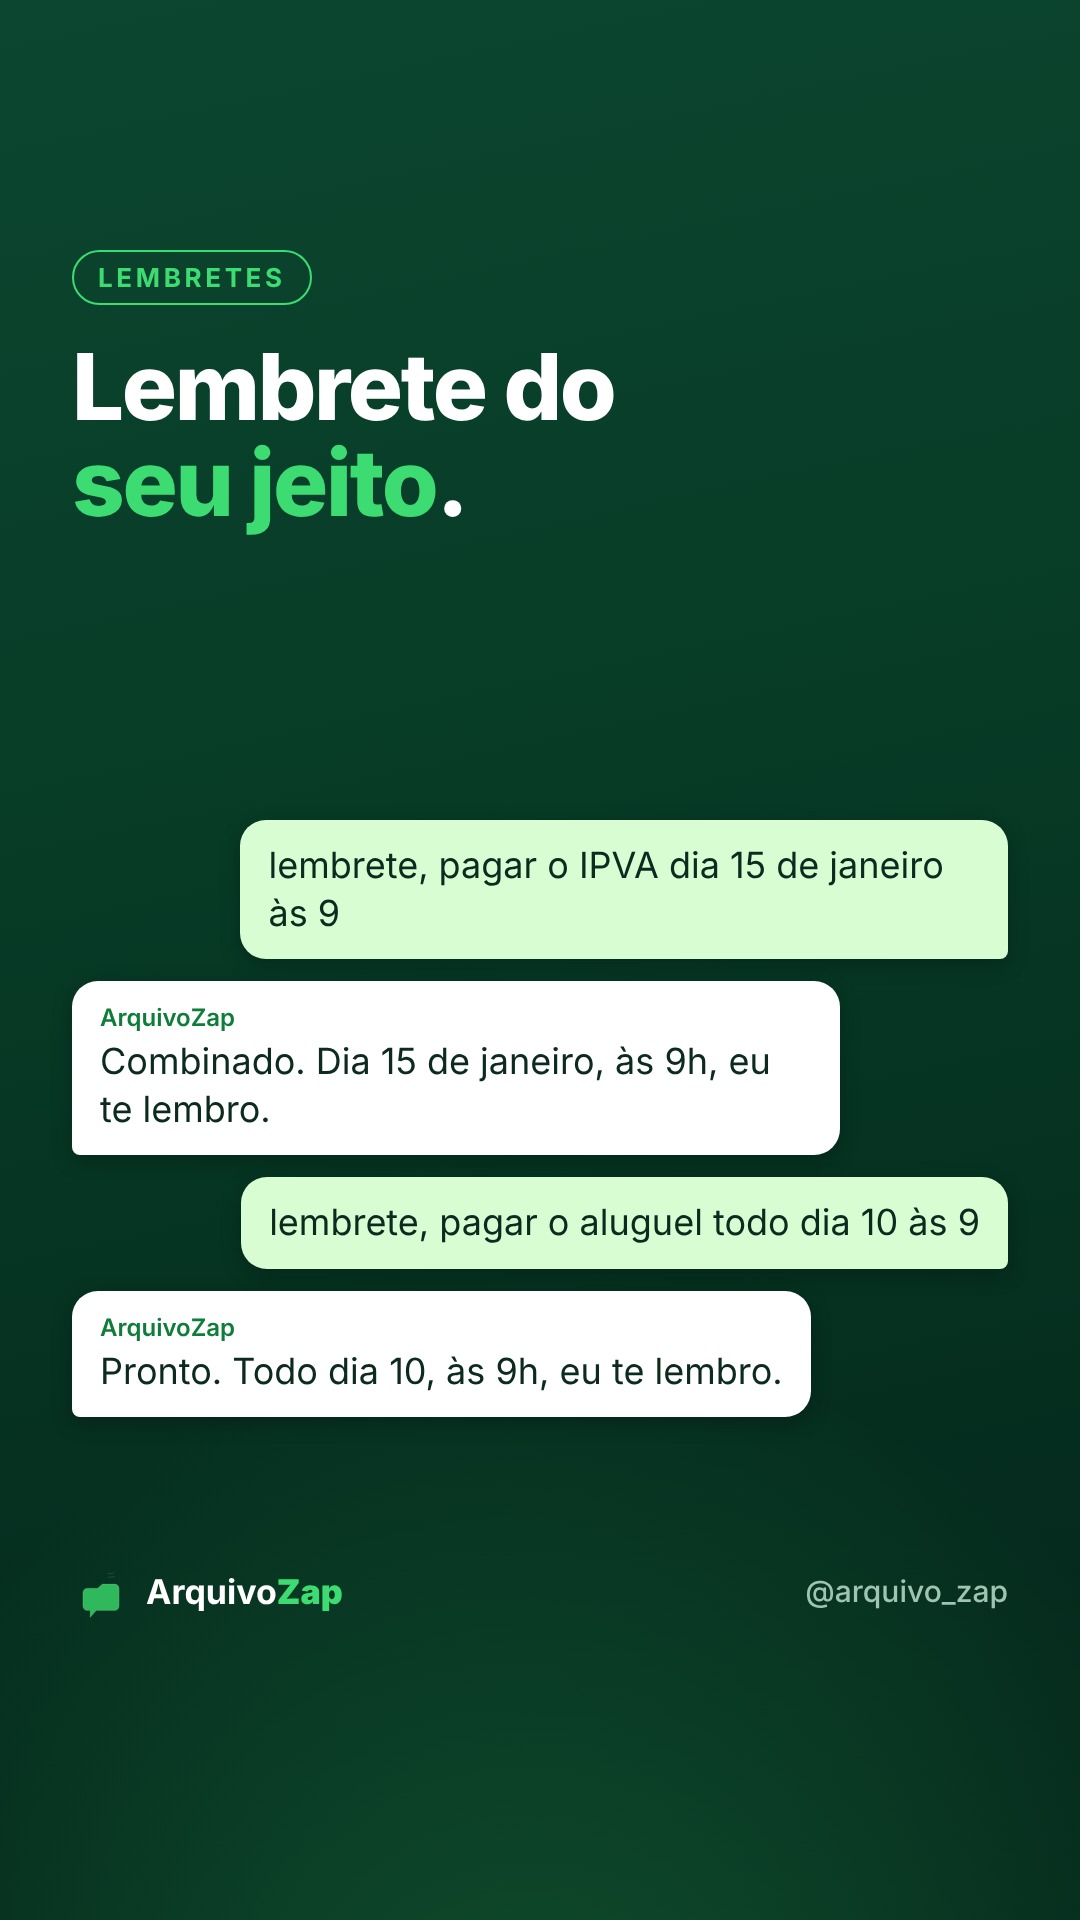 LEMBRETES
Lembrete do
seu jeito.
lembrete, pagar o IPVA dia 15 de janeiro
às 9
ArquivoZap
Combinado. Dia 15 de janeiro, às 9h, eu
te lembro.
lembrete, pagar o aluguel todo dia 10 às 9
ArquivoZap
Pronto. Todo dia 10, às 9h, eu te lembro.
ArquivoZap
@arquivo_zap